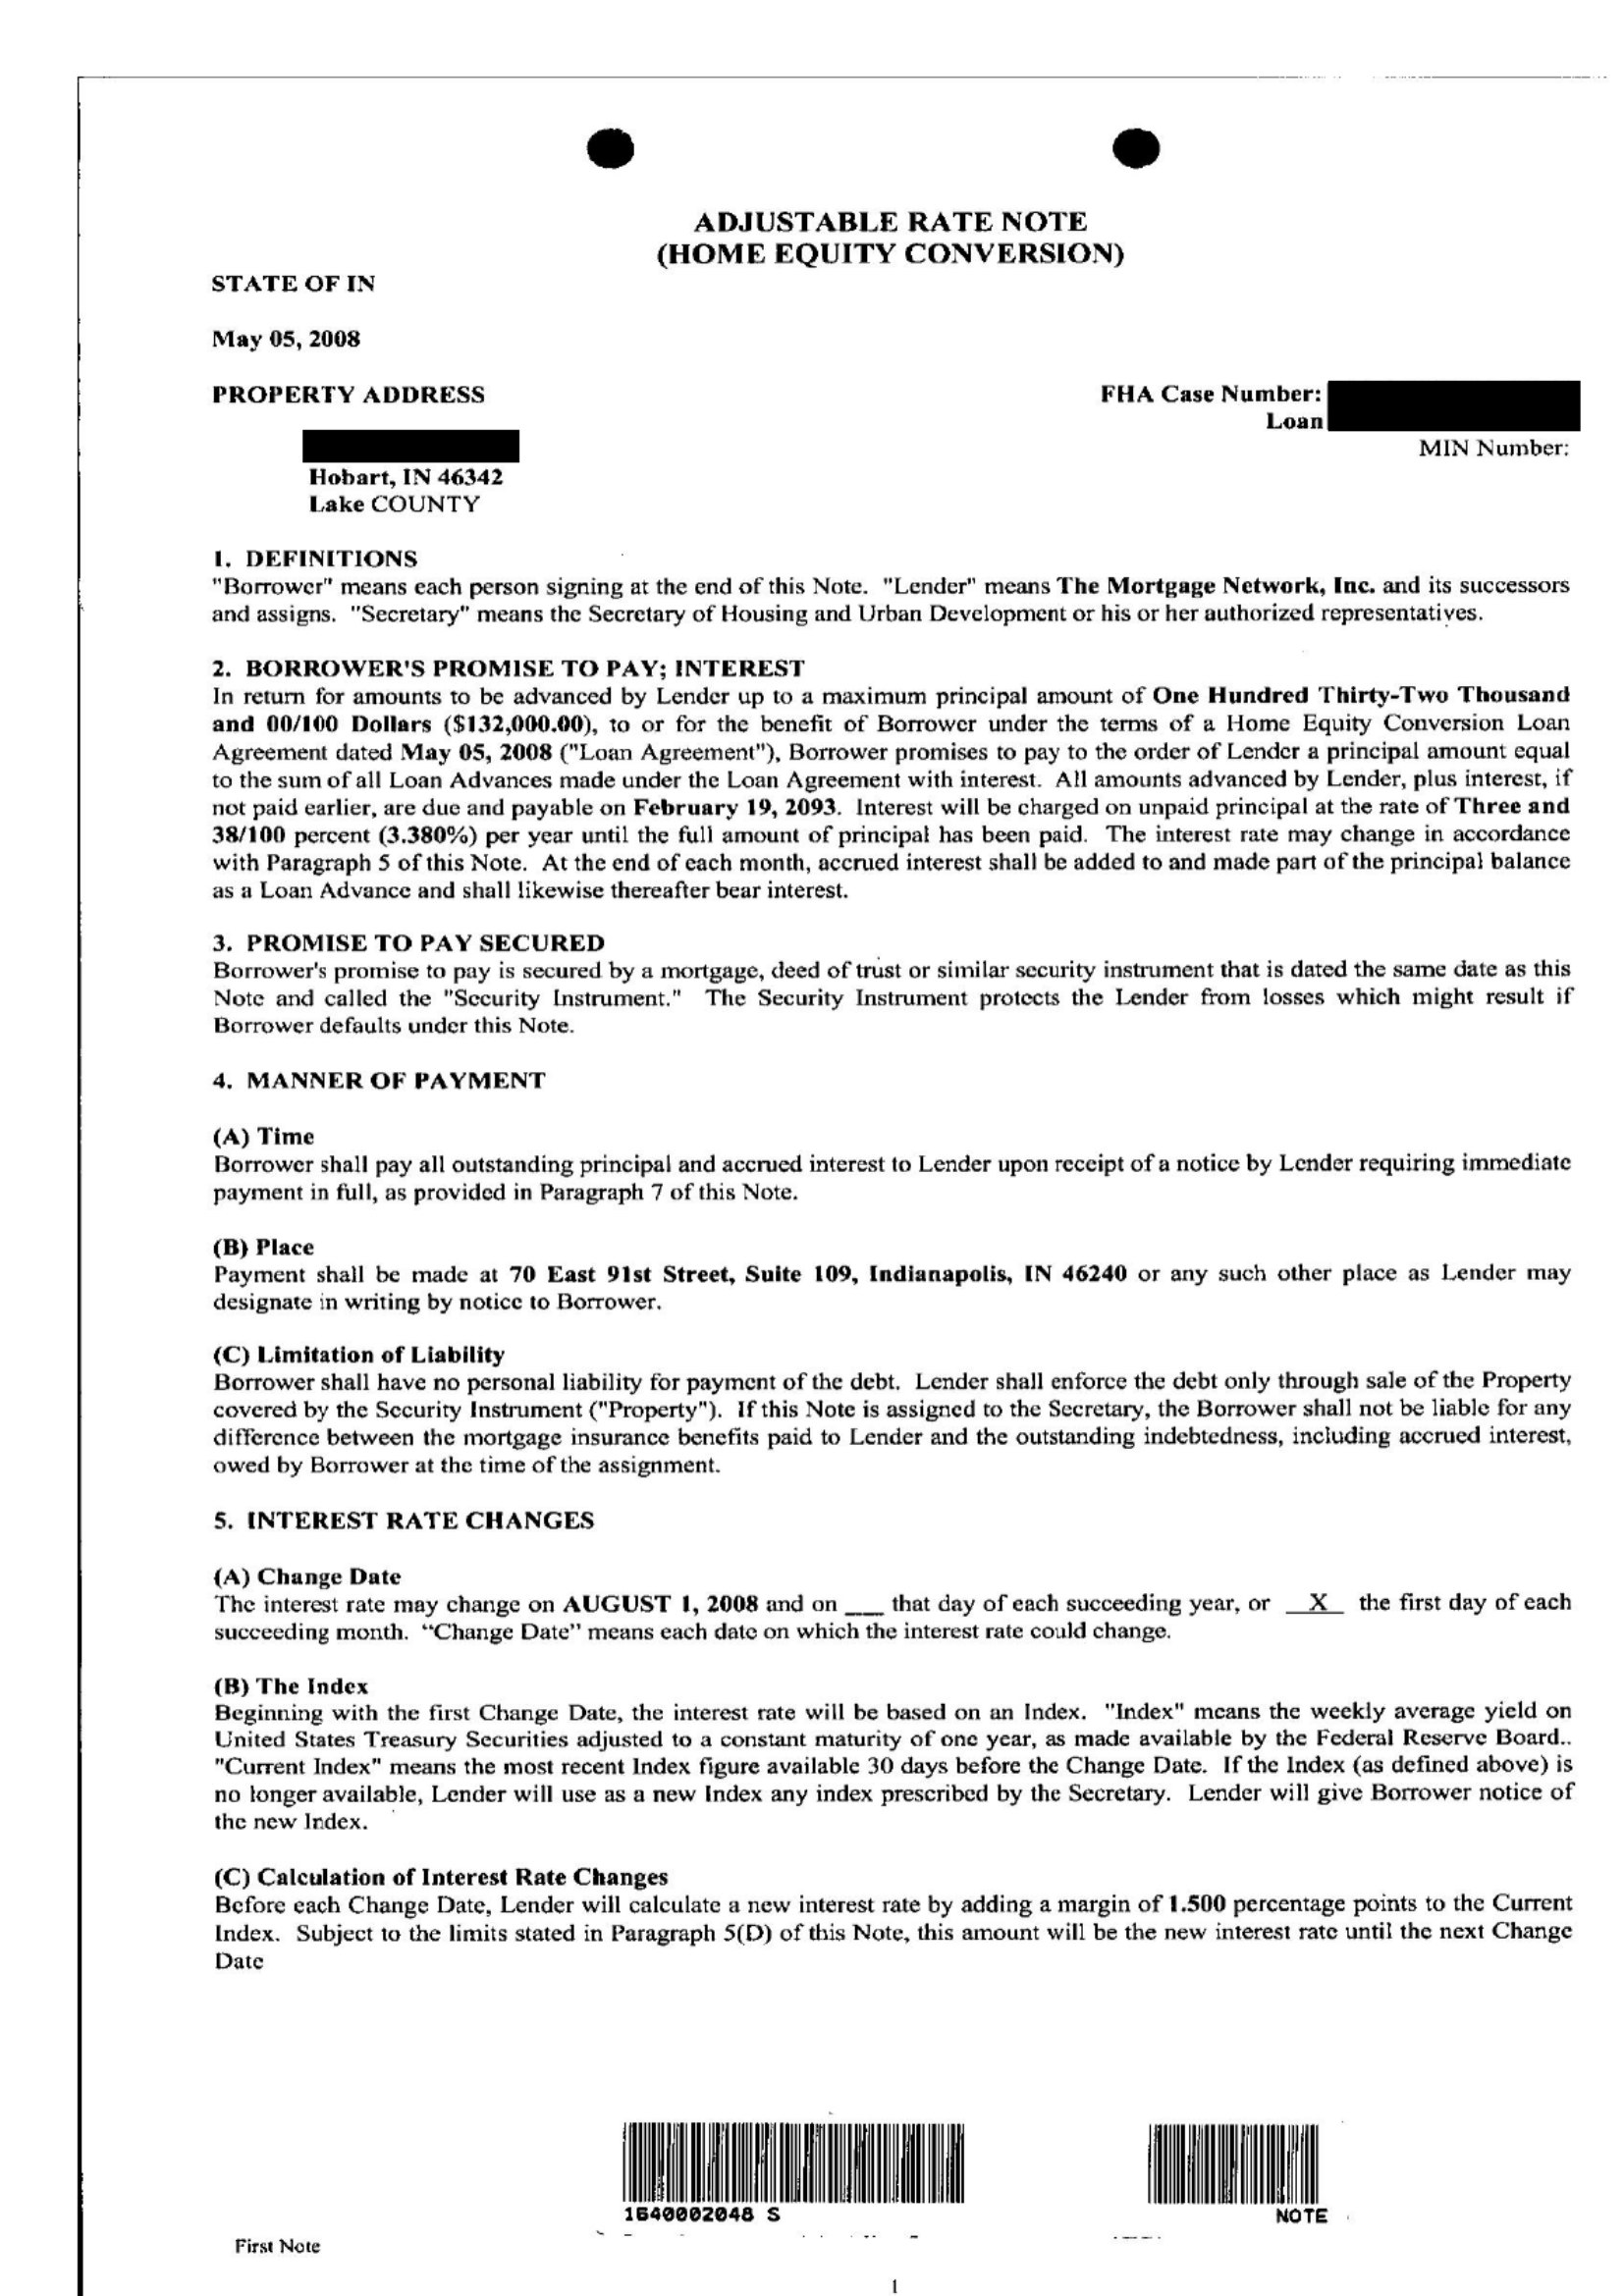 ADJUSTABLE RATE NOTE
(HOME EQUITY CONVERSION)
STATE OF IN
May 05, 2008
PROPERTY ADDRESS
FHA Case Number:
Loan
MIN Number:
Hobart, IN 46342
Lake COUNTY
1. DEFINITIONS
"Borrower" means each person signing at the end of this Note. "Lender" means The Mortgage Network, Inc. and its successors
and assigns. "Secretary" means the Secretary of Housing and Urban Development or his or her authorized representatives.
2. BORROWER'S PROMISE TO PAY; INTEREST
In return for amounts to be advanced by Lender up to a maximum principal amount of One Hundred Thirty-Two Thousand
and 00/100 Dollars ($132,000.00), to or for the benefit of Borrower under the terms of a Home Equity Conversion Loan
Agreement dated May 05, 2008 ("Loan Agreement"), Borrower promises to pay to the order of Lender a principal amount equal
to the sum of all Loan Advances made under the Loan Agreement with interest. All amounts advanced by Lender, plus interest, if
not paid earlier, are due and payable on February 19, 2093. Interest will be charged on unpaid principal at the rate of Three and
38/100 percent (3.380%) per year until the full amount of principal has been paid. The interest rate may change in accordance
with Paragraph 5 of this Note. At the end of each month, accrued interest shall be added to and made part of the principal balance
as a Loan Advance and shall likewise thereafter bear interest.
3. PROMISE TO PAY SECURED
Borrower's promise to pay is secured by a mortgage, deed of trust or similar security instrument that is dated the same date as this
Note and called the "Security Instrument." The Security Instrument protects the Lender from losses which might result if
Borrower defaults under this Note.
4. MANNER OF PAYMENT
(A) Time
Borrower shall pay all outstanding principal and accrued interest to Lender upon receipt of a notice by Lender requiring immediate
payment in full, as provided in Paragraph 7 of this Note.
(B) Place
Payment shall be made at 70 East 91st Street, Suite 109, Indianapolis, IN 46240 or any such other place as Lender may
designate in writing by notice to Borrower.
(C) Limitation of Liability
Borrower shall have no personal liability for payment of the debt. Lender shall enforce the debt only through sale of the Property
covered by the Security Instrument ("Property"). If this Note is assigned to the Secretary, the Borrower shall not be liable for any
difference between the mortgage insurance benefits paid to Lender and the outstanding indebtedness, including accrued interest,
owed by Borrower at the time of the assignment.
5. INTEREST RATE CHANGES
(A) Change Date
The interest rate may change on AUGUST 1, 2008 and on ___ that day of each succeeding year, or _X_ the first day of each
succeeding month. “Change Date” means each date on which the interest rate could change.
(B) The Index
Beginning with the first Change Date, the interest rate will be based on an Index. "Index" means the weekly average yield on
United States Treasury Securities adjusted to a constant maturity of one year, as made available by the Federal Reserve Board..
"Current Index" means the most recent Index figure available 30 days before the Change Date. If the Index (as defined above) is
no longer available, Lender will use as a new Index any index prescribed by the Secretary. Lender will give Borrower notice of
the new Index.
(C) Calculation of Interest Rate Changes
Before each Change Date, Lender will calculate a new interest rate by adding a margin of 1.500 percentage points to the Current
Index. Subject to the limits stated in Paragraph 5(D) of this Note, this amount will be the new interest rate until the next Change
Date
1640002048 S
NOTE
First Note
1